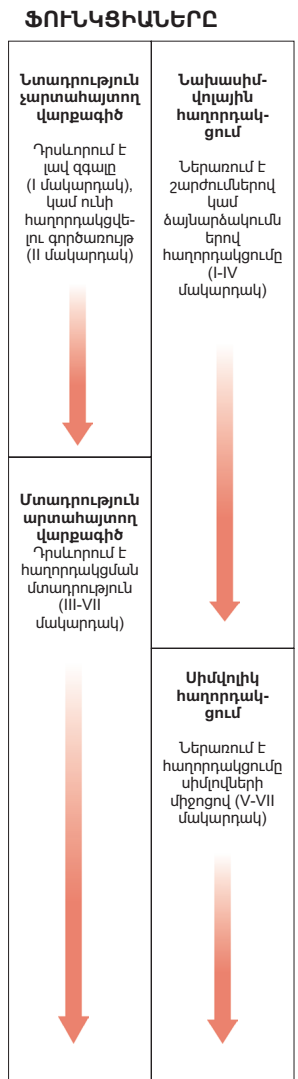 ՖՈՒՆԿՑԻԱՆԵՐԸ
Նտադրություն
չարտահայտող
վարքագիծ
Դրսևորում է
լավ զգալը
(I մակարդակ),
կամ ունի
հաղորդակցվե-
լու գործառույթ
(II մակարդակ)
Մտադրություն
արտահայտող
վարքագիծ
Դրսևորում է
հաղորդակցման
մտադրություն
(III-VII
մակարդակ)
Նախասիմ-
վոլային
հաղորդակ-
ցում
Ներառում է
շարժումներով
կամ
ձայնարձակումն
երով
հաղորդակցումը
(I-IV
մակարդակ)
Սիմվոլիկ
հաղորդակ-
ցում
Ներառում է
հաղորդակցումը
սիմլովների
միջոցով (V-VII
մակարդակ)